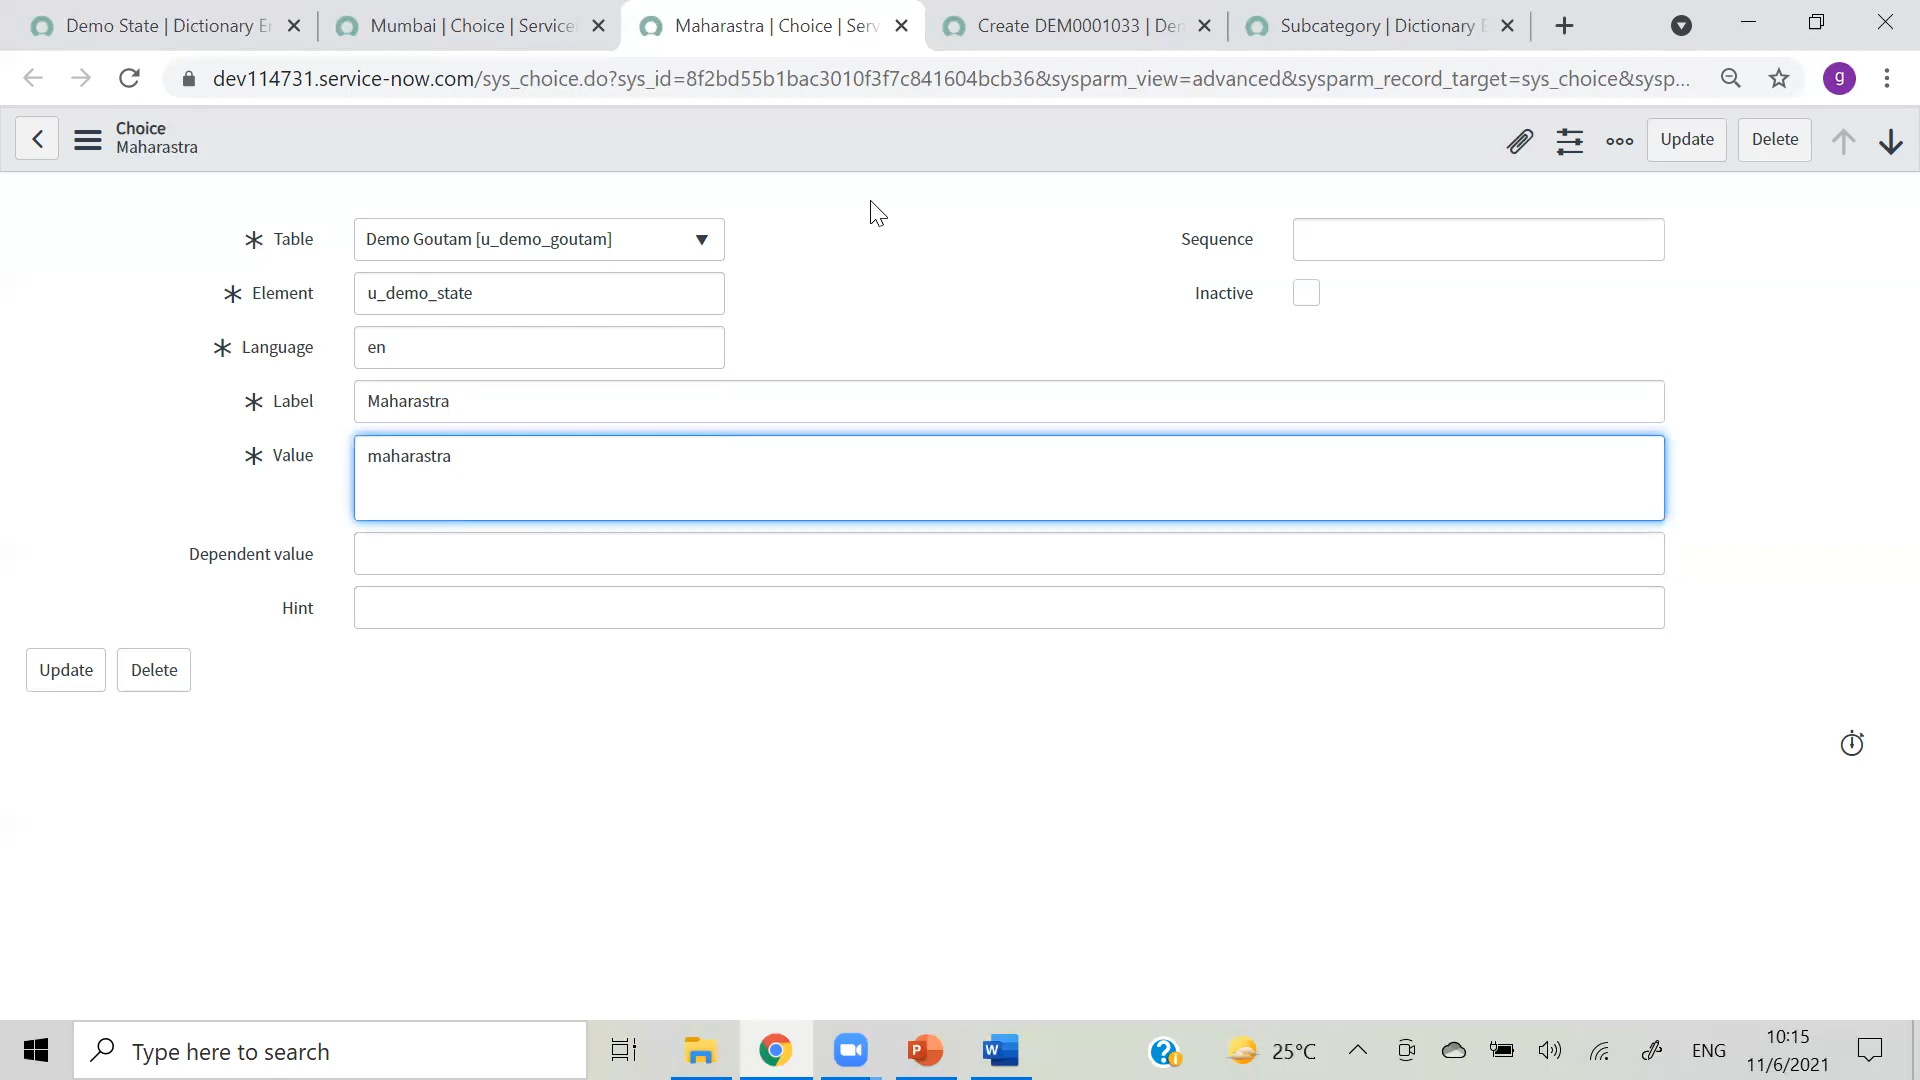 Demo State | Dictionary E
Mumbai | Choice | Service
Maharastra | Choice | Serv
Create DEM0001033 | De
Subcategory | Dictionary
dev114731.service-now.com/sys_choice.do?sys_id=8f2bd55b1bac3010f3f7c841604bcb36&sysparm_view=advanced&sysparm_record_target=sys_choice&sysp...
g
Choice
Maharastra
Update
Delete
Table
Demo Goutam [u_demo_goutam]
Sequence
Element
u_demo_state
Inactive
Language
en
Label
Maharastra
Value
maharastra
Dependent value
Hint
Update
Delete
Type here to search
25°C
ENG
10:15
11/6/2021